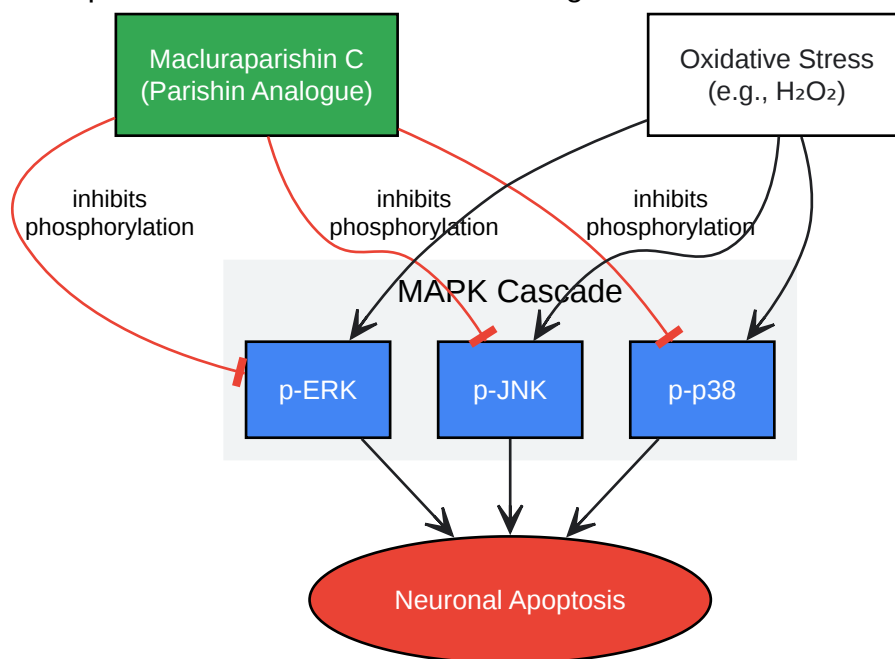 Macluraparishin C
(Parishin Analogue)
Oxidative Stress
(e.g., H₂O₂)
inhibits
phosphorylation
inhibits
phosphorylation
inhibits
phosphorylation
MAPK Cascade
p-ERK
p-JNK
p-p38
Neuronal Apoptosis